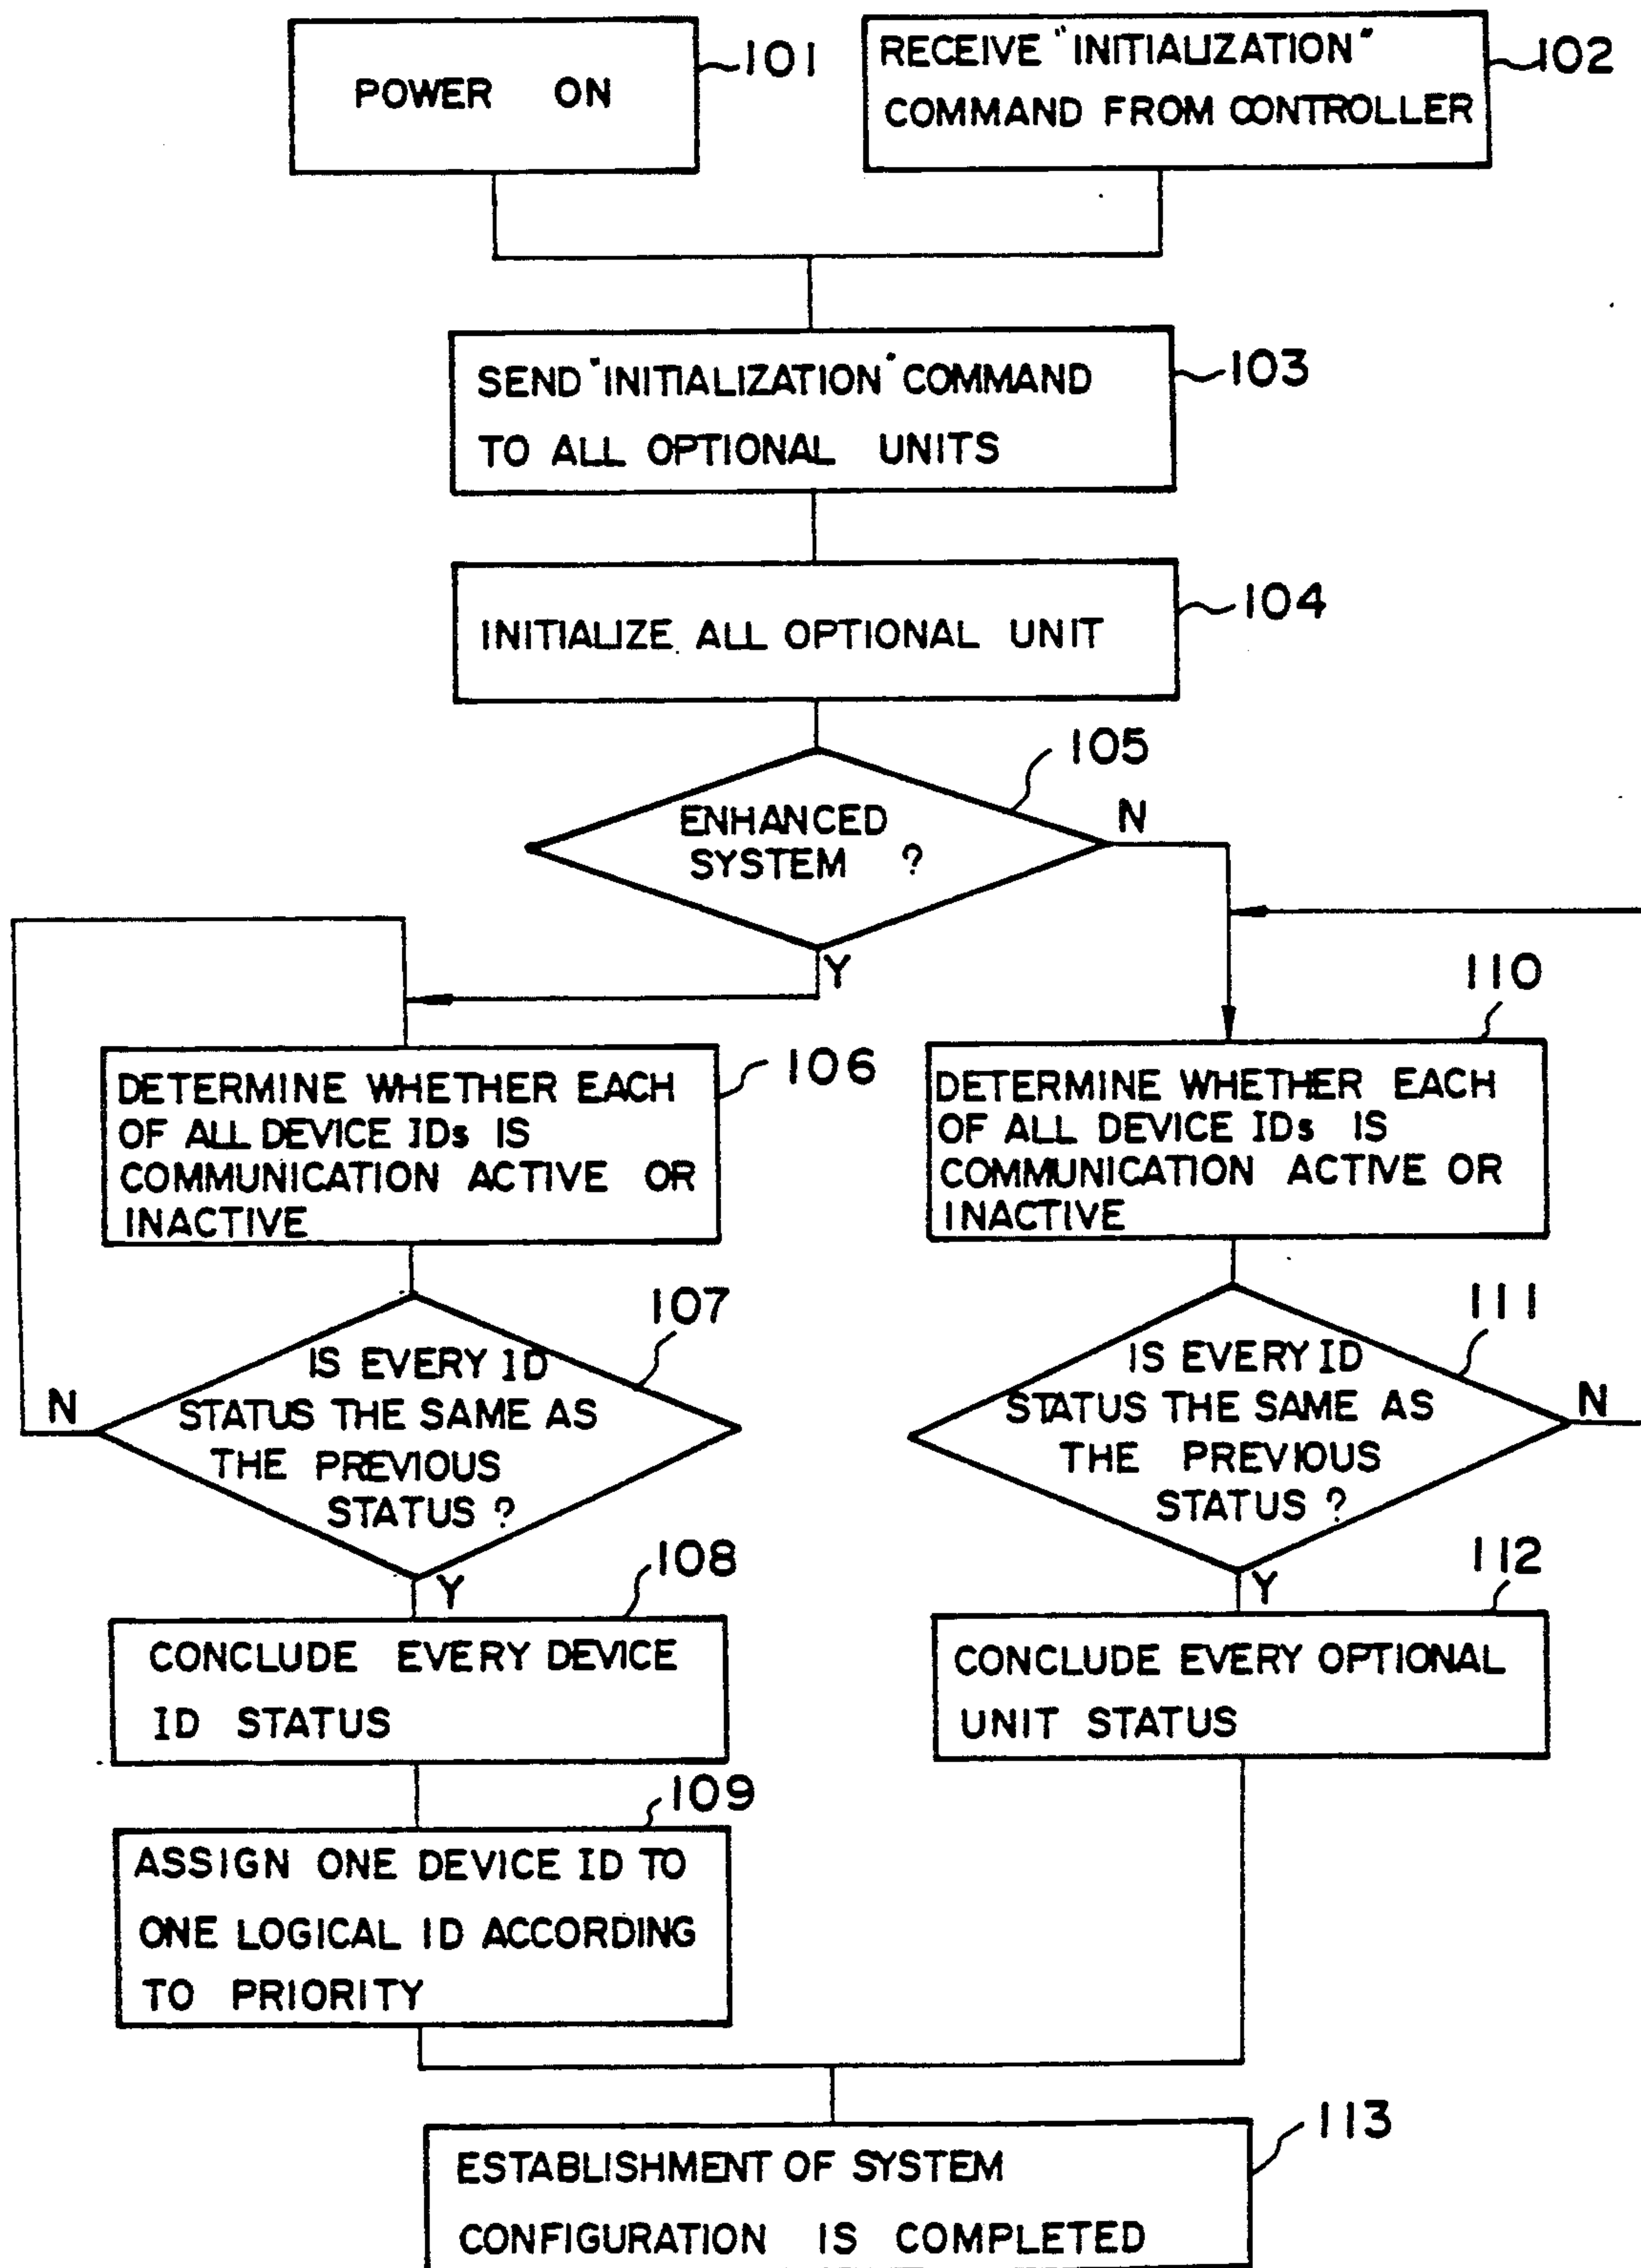 POWER ON
101
RECEIVE "INITIALIZATION"
COMMAND FROM CONTROLLER
102
SEND "INITIALIZATION" COMMAND
TO ALL OPTIONAL UNITS
103
INITIALIZE ALL OPTIONAL UNIT
104
105
ENHANCED
SYSTEM ?
N
Y
106
DETERMINE WHETHER EACH
OF ALL DEVICE IDs IS
COMMUNICATION ACTIVE OR
INACTIVE
110
DETERMINE WHETHER EACH
OF ALL DEVICE IDs IS
COMMUNICATION ACTIVE OR
INACTIVE
107
IS EVERY ID
STATUS THE SAME AS
THE PREVIOUS
STATUS ?
N
Y
111
IS EVERY ID
STATUS THE SAME AS
THE PREVIOUS
STATUS ?
N
Y
108
CONCLUDE EVERY DEVICE
ID STATUS
112
CONCLUDE EVERY OPTIONAL
UNIT STATUS
109
ASSIGN ONE DEVICE ID TO
ONE LOGICAL ID ACCORDING
TO PRIORITY
113
ESTABLISHMENT OF SYSTEM
CONFIGURATION IS COMPLETED